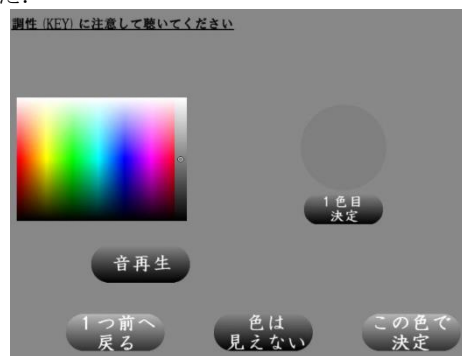 た.
調性 (KEY) に注意して聴いてください
1色目
決定
音再生
1つ前へ
戻る
色は
見えない
この色で
決定